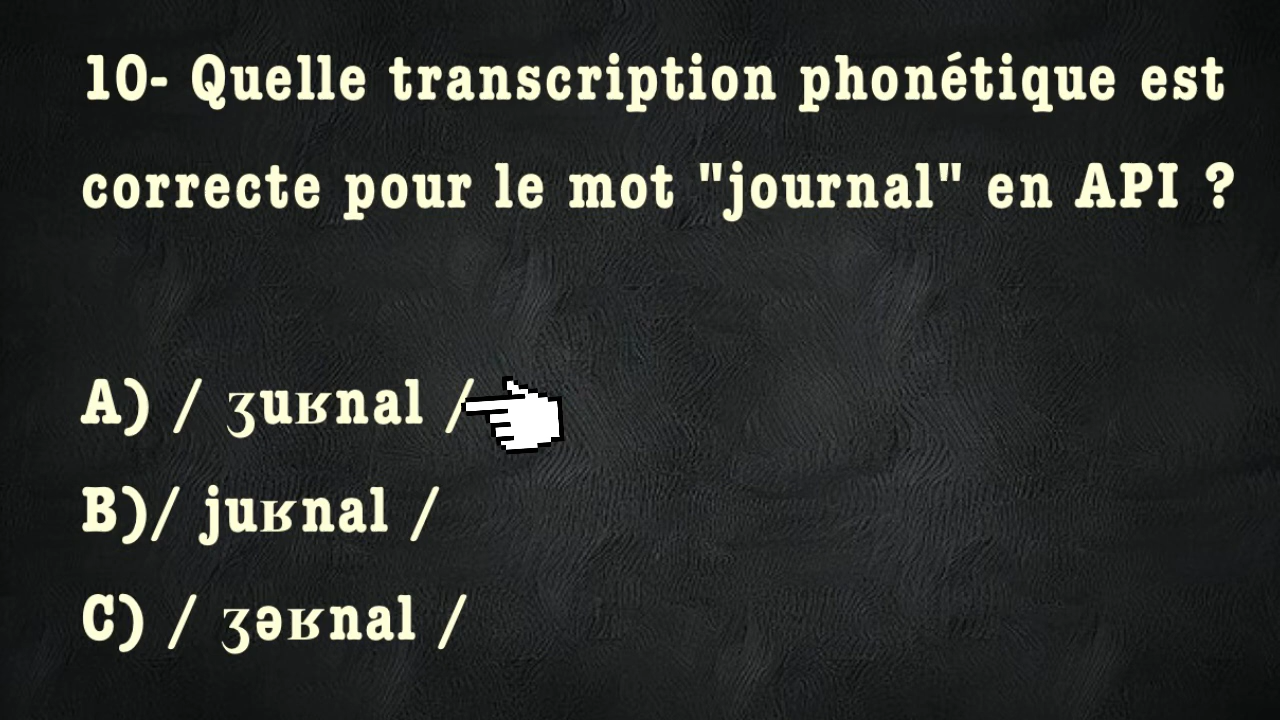 10- Quelle transcription phonétique est
correcte pour le mot "journal" en API ?
A) / ʒuʁnal /
B)/ juʁnal /
C) / ʒəʁnal /